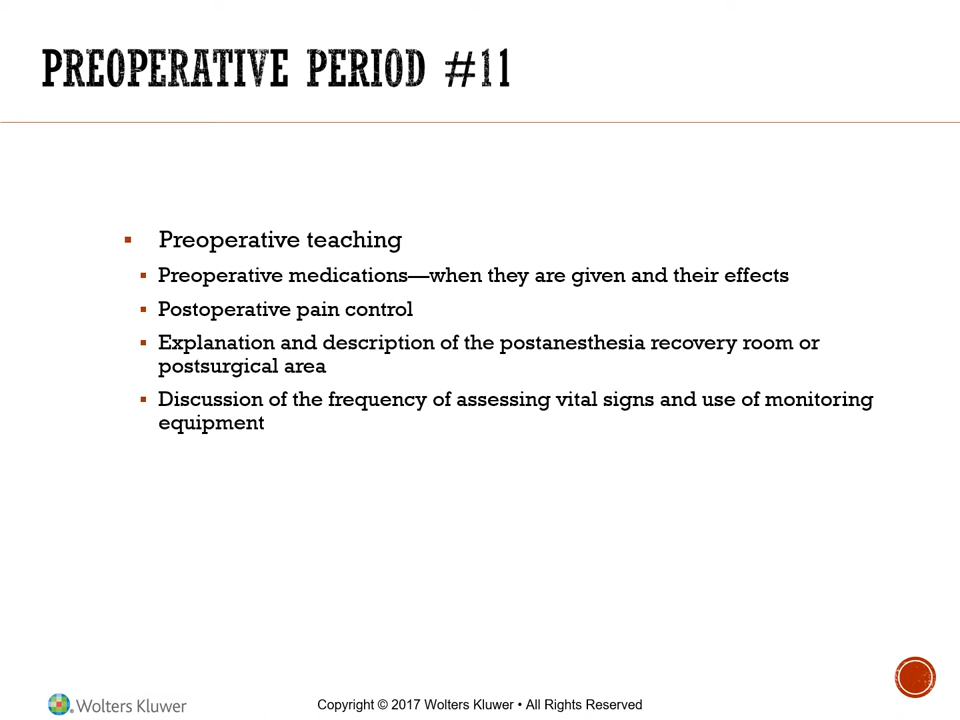 PREOPERATIVE PERIOD #11
▪ Preoperative teaching
▪ Preoperative medications—when they are given and their effects
▪ Postoperative pain control
▪ Explanation and description of the postanesthesia recovery room or
postsurgical area
▪ Discussion of the frequency of assessing vital signs and use of monitoring
equipment
Wolters Kluwer
Copyright © 2017 Wolters Kluwer • All Rights Reserved